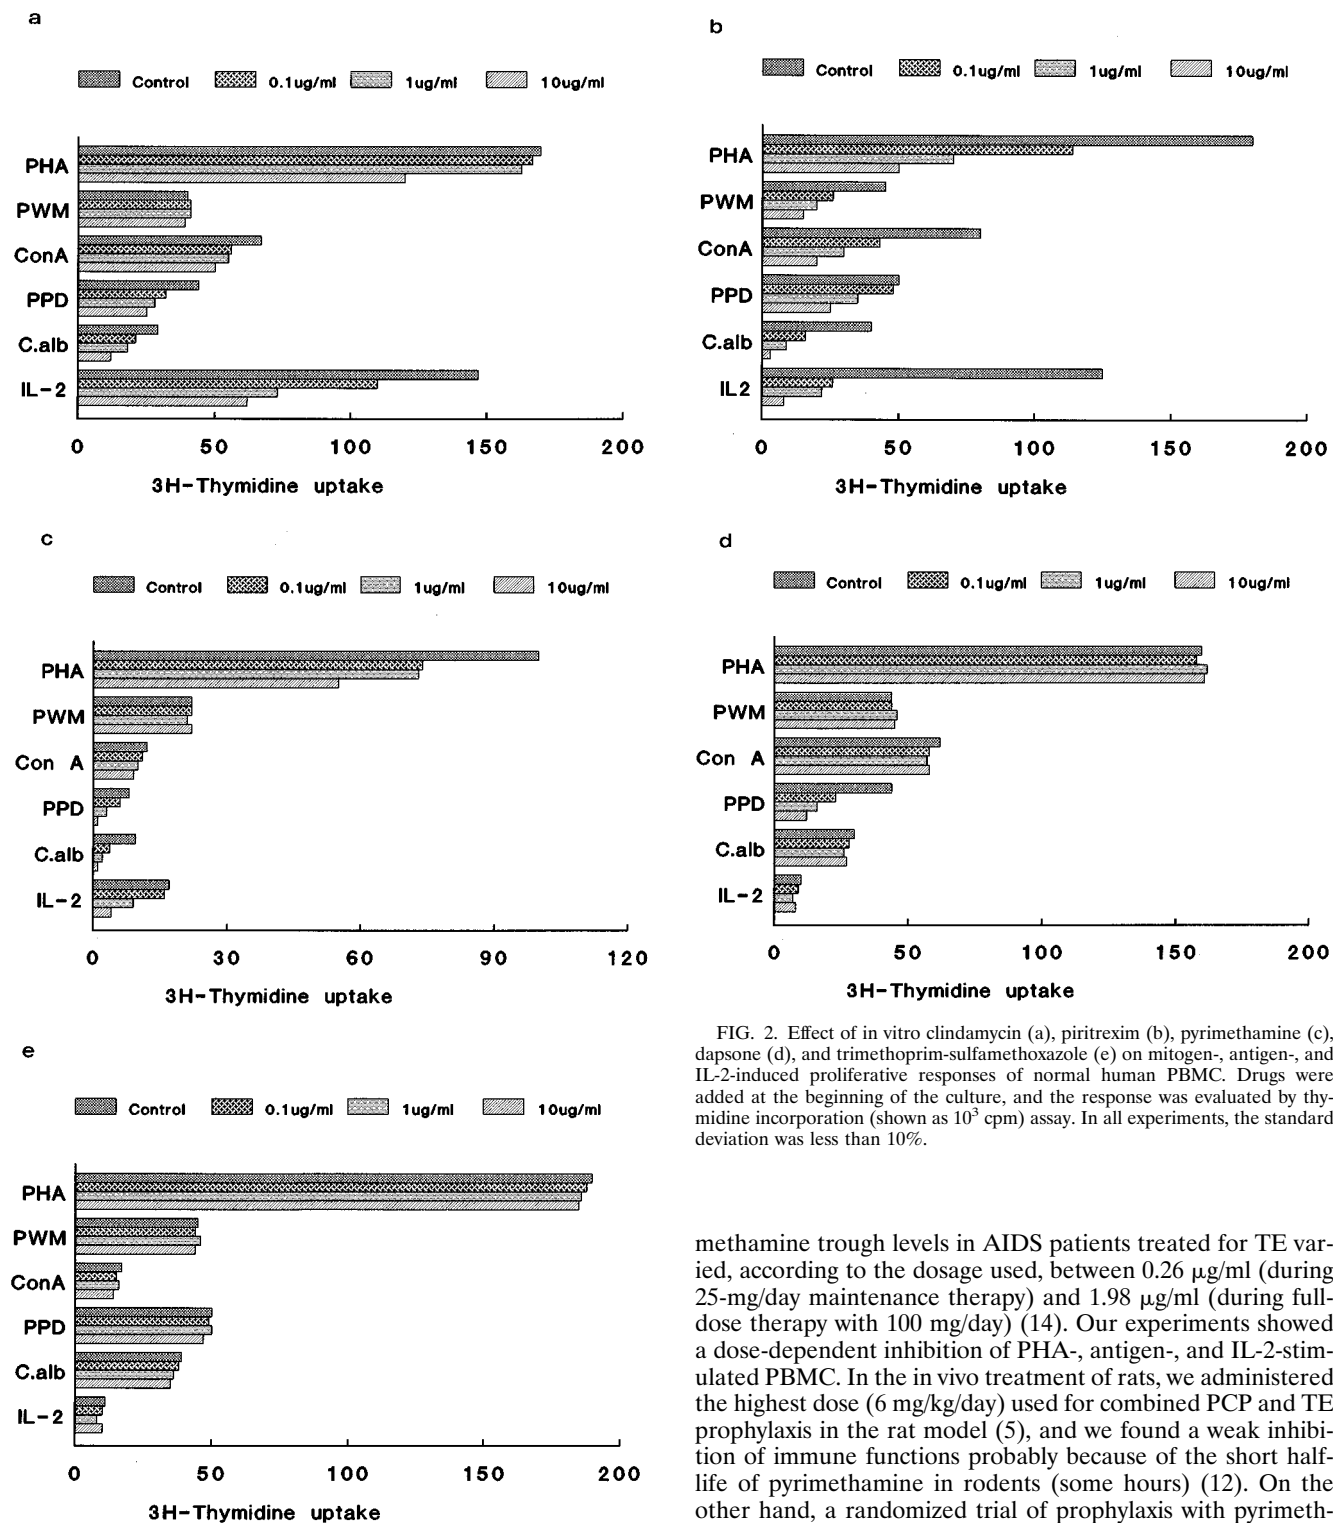 a
Control 0.1ug/ml 1ug/ml 10ug/ml
PHA
PWM
ConA
PPD
C.alb
IL-2
0 50 100 150 200
3H-Thymidine uptake
b
Control 0.1ug/ml 1ug/ml 10ug/ml
PHA
PWM
ConA
PPD
C.alb
IL2
0 50 100 150 200
3H-Thymidine uptake
c
Control 0.1ug/ml 1ug/ml 10ug/ml
PHA
PWM
Con A
PPD
C.alb
IL-2
0 30 60 90 120
3H-Thymidine uptake
d
Control 0.1ug/ml 1ug/ml 10ug/ml
PHA
PWM
Con A
PPD
C.alb
IL-2
0 50 100 150 200
3H-Thymidine uptake
e
Control 0.1ug/ml 1ug/ml 10ug/ml
PHA
PWM
ConA
PPD
C.alb
IL-2
0 50 100 150 200
3H-Thymidine uptake
FIG. 2. Effect of in vitro clindamycin (a), piritrexim (b), pyrimethamine (c),
dapsone (d), and trimethoprim-sulfamethoxazole (e) on mitogen-, antigen-, and
IL-2-induced proliferative responses of normal human PBMC. Drugs were
added at the beginning of the culture, and the response was evaluated by thy-
midine incorporation (shown as 10³ cpm) assay. In all experiments, the standard
deviation was less than 10%.
methamine trough levels in AIDS patients treated for TE var-
ied, according to the dosage used, between 0.26 μg/ml (during
25-mg/day maintenance therapy) and 1.98 μg/ml (during full-
dose therapy with 100 mg/day) (14). Our experiments showed
a dose-dependent inhibition of PHA-, antigen-, and IL-2-stim-
ulated PBMC. In the in vivo treatment of rats, we administered
the highest dose (6 mg/kg/day) used for combined PCP and TE
prophylaxis in the rat model (5), and we found a weak inhibi-
tion of immune functions probably because of the short half-
life of pyrimethamine in rodents (some hours) (12). On the
other hand, a randomized trial of prophylaxis with pyrimeth-